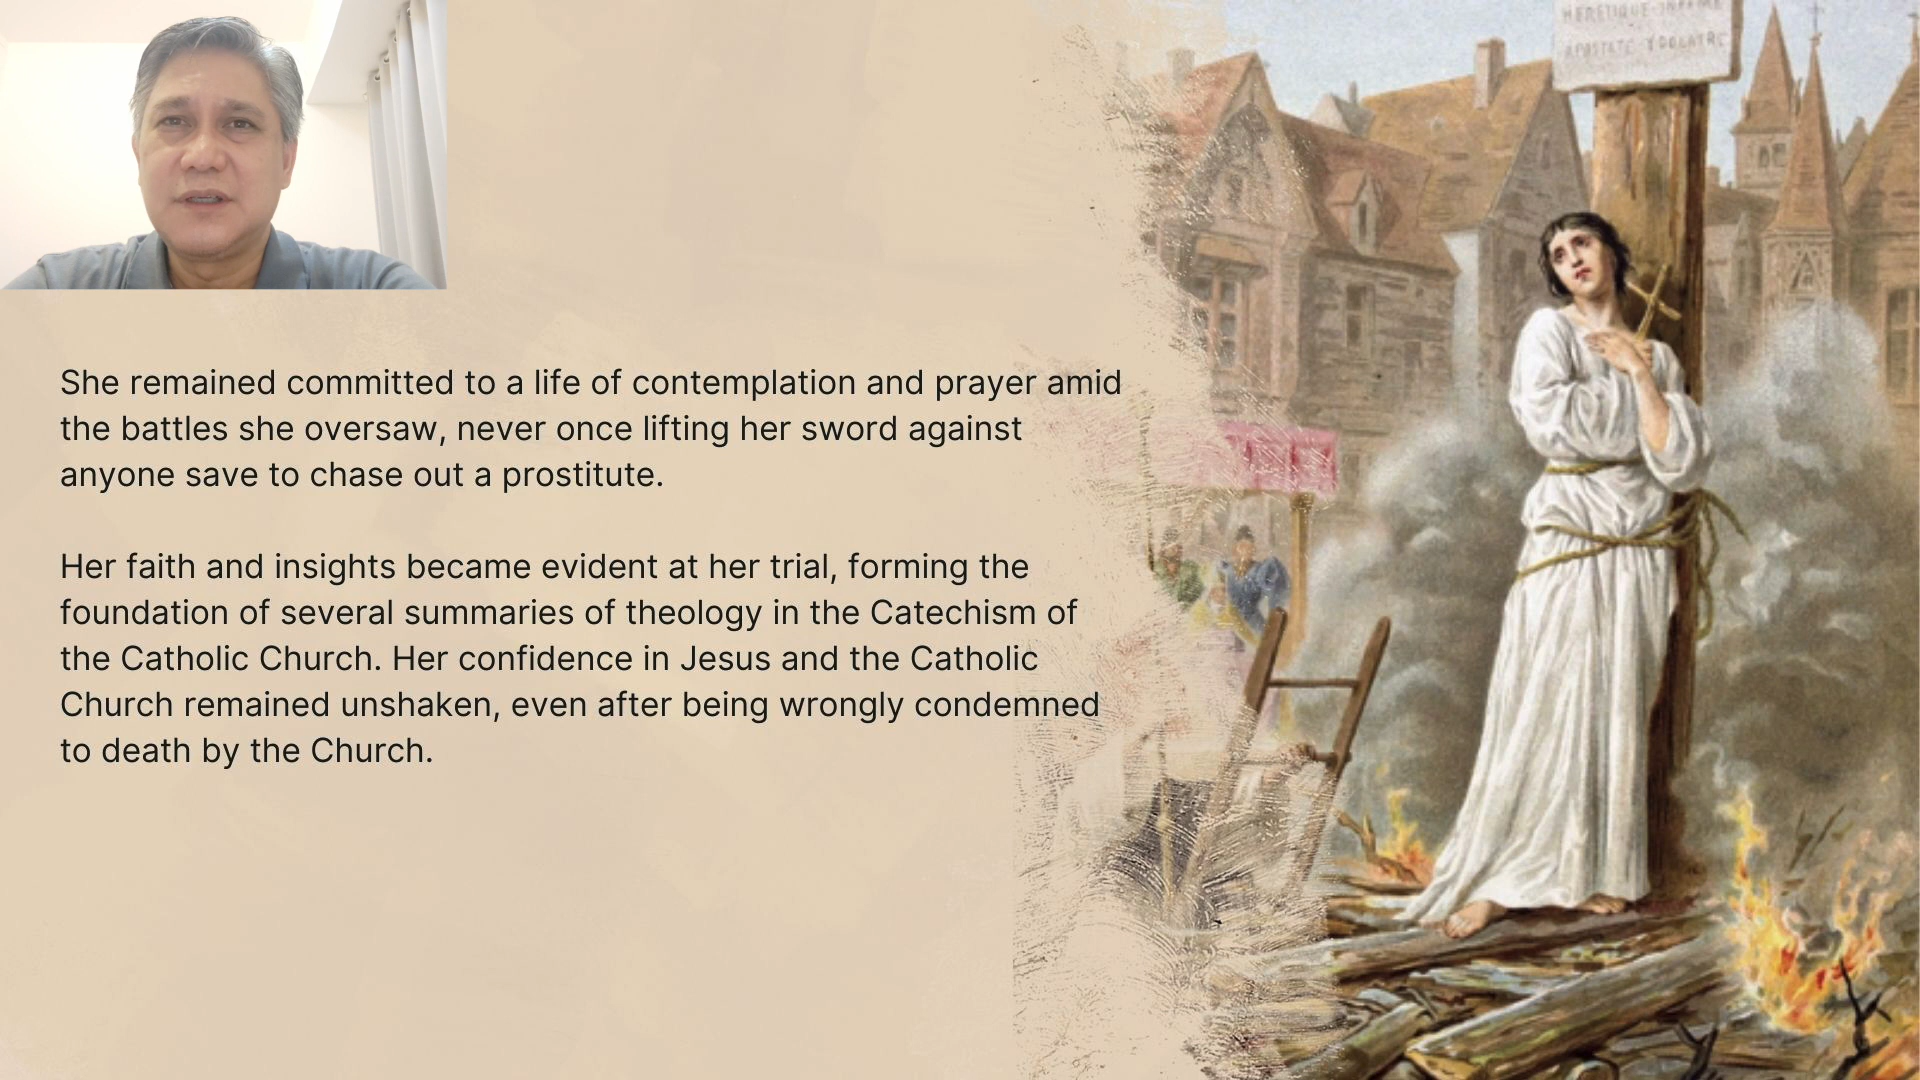 HERETIQUE
APOSTATE YDOLATRE
She remained committed to a life of contemplation and prayer amid
the battles she oversaw, never once lifting her sword against
anyone save to chase out a prostitute.
Her faith and insights became evident at her trial, forming the
foundation of several summaries of theology in the Catechism of
the Catholic Church. Her confidence in Jesus and the Catholic
Church remained unshaken, even after being wrongly condemned
to death by the Church.